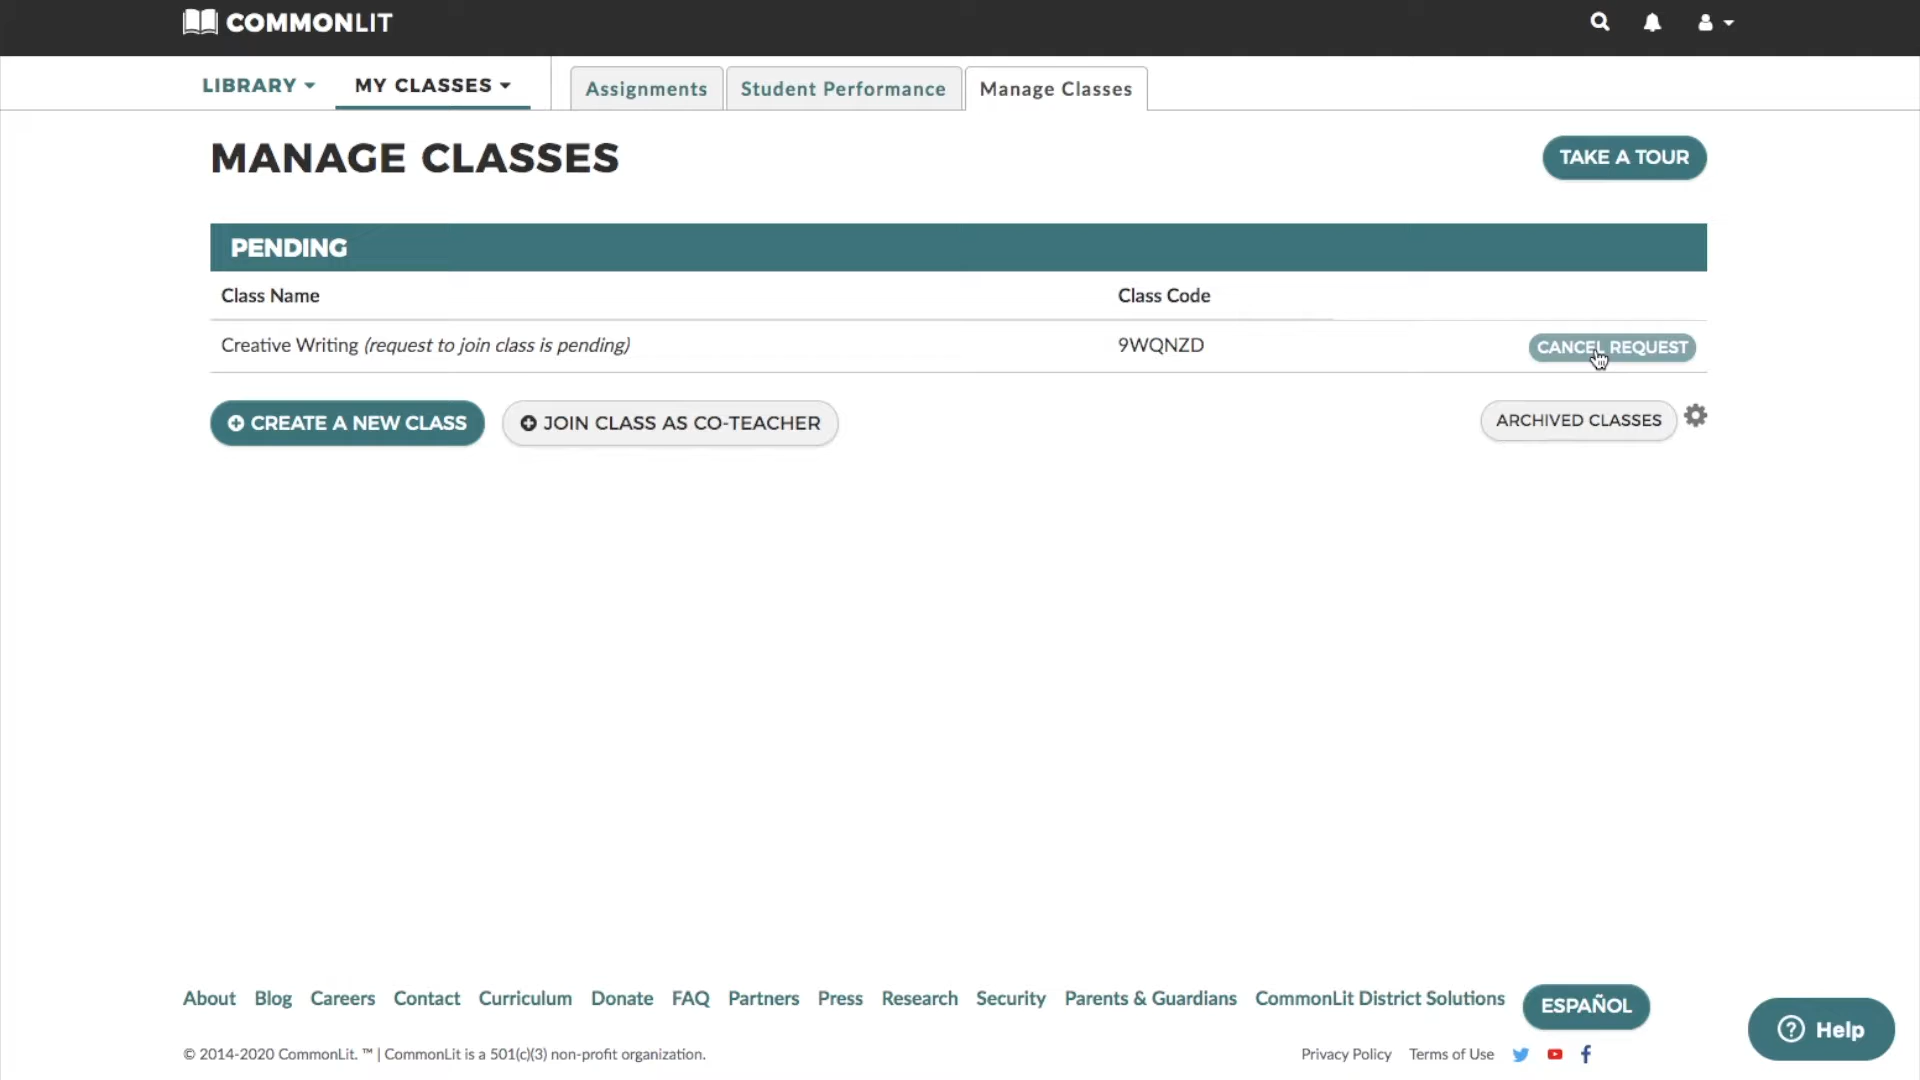 COMMONLIT
LIBRARY MY CLASSES Assignments Student Performance Manage Classes
MANAGE CLASSES TAKE A TOUR
PENDING
Class Name Class Code
Creative Writing (request to join class is pending) 9WQNZD CANCEL REQUEST
CREATE A NEW CLASS JOIN CLASS AS CO-TEACHER ARCHIVED CLASSES
About Blog Careers Contact Curriculum Donate FAQ Partners Press Research Security Parents & Guardians CommonLit District Solutions ESPAÑOL
Help
© 2014-2020 CommonLit. ™ | CommonLit is a 501(c)(3) non-profit organization. Privacy Policy Terms of Use